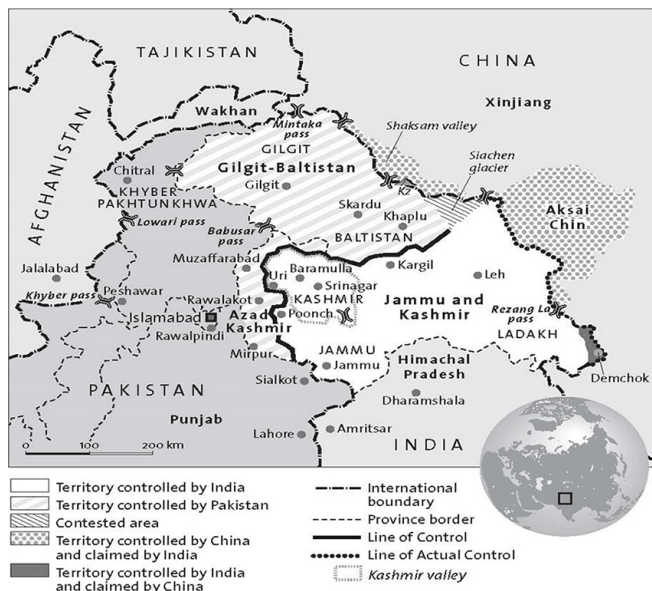 TAJIKISTAN
CHINA
Xinjiang
Wakhan
Mintaka
pass
Shaksam valley
AFGHANISTAN
GILGIT
Gilgit-Baltistan
Siachen
glacier
Chitral
KHYBER
PAKHTUNKHWA
Gilgit
K2
Skardu
Aksai
Chin
Lowari pass
Babusar
pass
Khaplu
BALTISTAN
Muzaffarabad
Jalalabad
Uri
Baramulla
Kargil
Leh
Srinagar
Khyber pass
Peshawar
Rawalakot
KASHMIR
Jammu and
Kashmir
Rezang La
pass
Islamabad
Azad
Kashmir
Poonch
LADAKH
Rawalpindi
Mirpur
JAMMU
Jammu
Himachal
Pradesh
Demchok
PAKISTAN
Sialkot
Dharamshala
Punjab
Lahore
Amritsar
INDIA
0 100 200 km
Territory controlled by India
Territory controlled by Pakistan
Contested area
Territory controlled by China
and claimed by India
Territory controlled by India
and claimed by China
International
boundary
Province border
Line of Control
Line of Actual Control
Kashmir valley